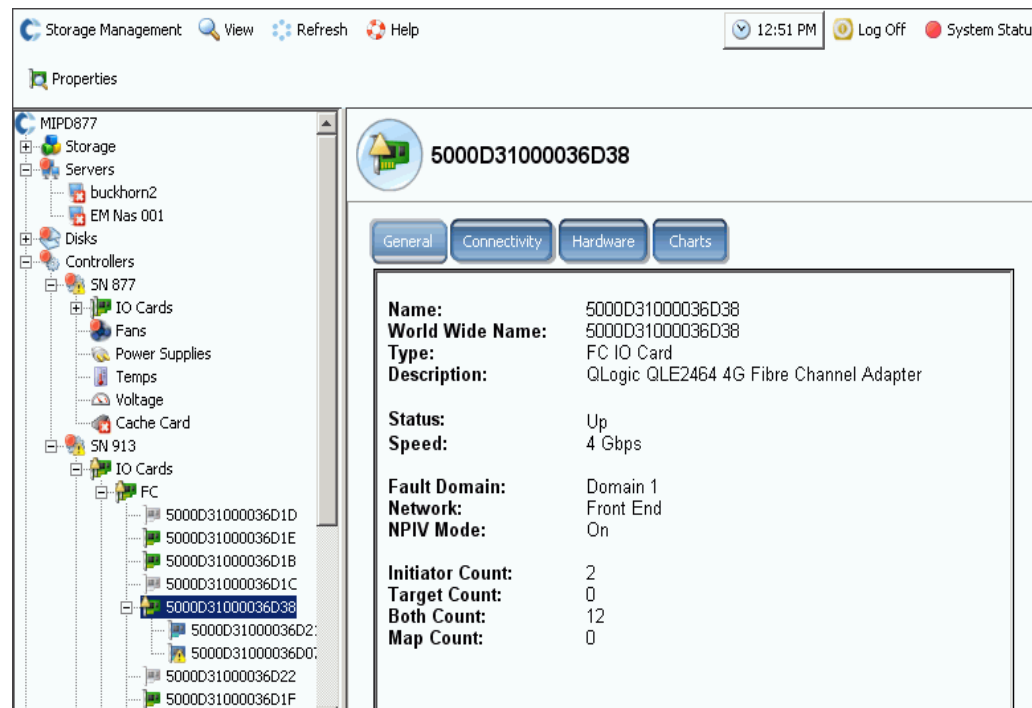 Storage Management View Refresh Help 12:51 PM Log Off System Statu
Properties
MIPD877
Storage
Servers
buckhorn2
EM Nas 001
Disks
Controllers
SN 877
IO Cards
Fans
Power Supplies
Temps
Voltage
Cache Card
SN 913
IO Cards
FC
5000D31000036D1D
5000D31000036D1E
5000D31000036D1B
5000D31000036D1C
5000D31000036D38
5000D31000036D21
5000D31000036D07
5000D31000036D22
5000D31000036D1F
5000D31000036D38
General Connectivity Hardware Charts
Name: 5000D31000036D38
World Wide Name: 5000D31000036D38
Type: FC IO Card
Description: QLogic QLE2464 4G Fibre Channel Adapter
Status: Up
Speed: 4 Gbps
Fault Domain: Domain 1
Network: Front End
NPIV Mode: On
Initiator Count: 2
Target Count: 0
Both Count: 12
Map Count: 0